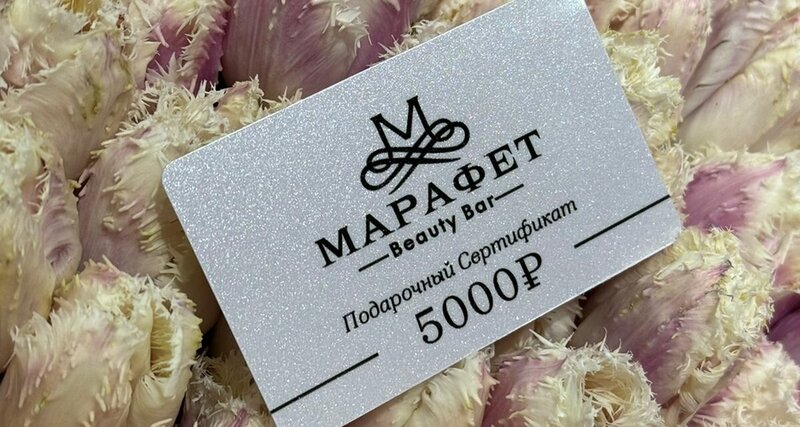 М
МАРАФЕТ
Beauty Bar
Подарочный Сертификат
5000₽